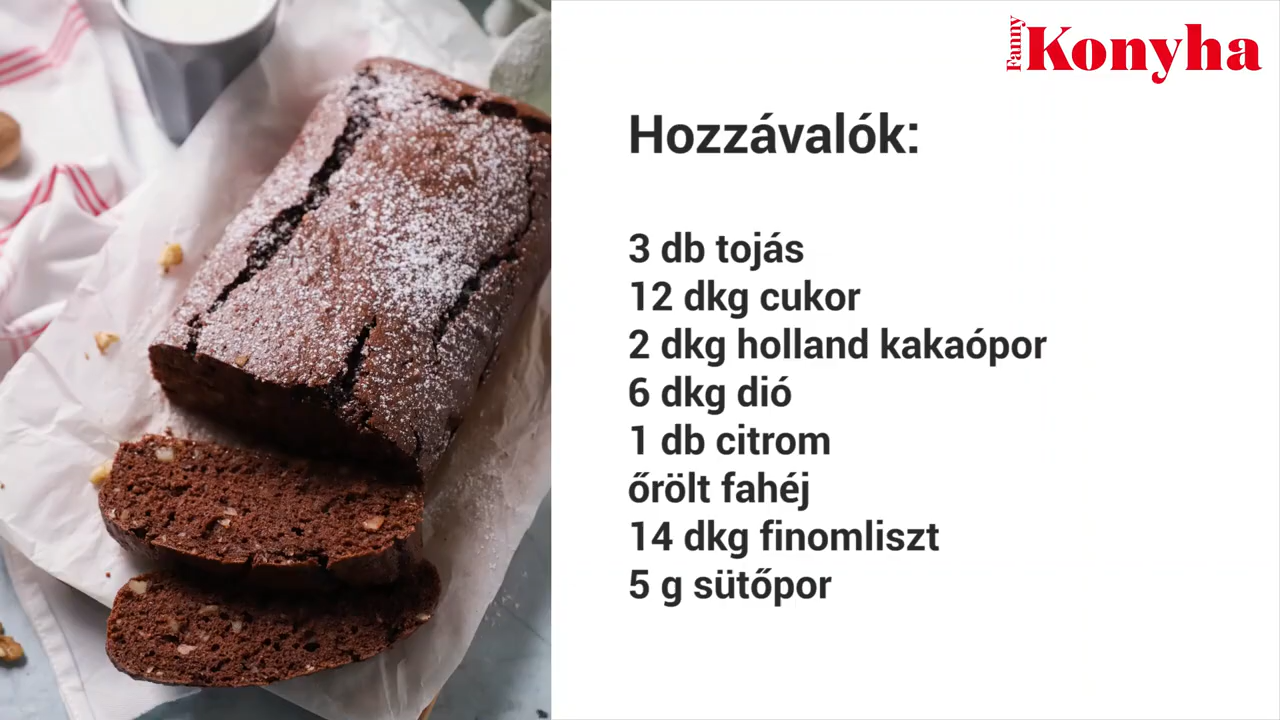 Fanny
Konyha
Hozzávalók:
3 db tojás
12 dkg cukor
2 dkg holland kakaópor
6 dkg dió
1 db citrom
őrölt fahéj
14 dkg finomliszt
5 g sütőpor